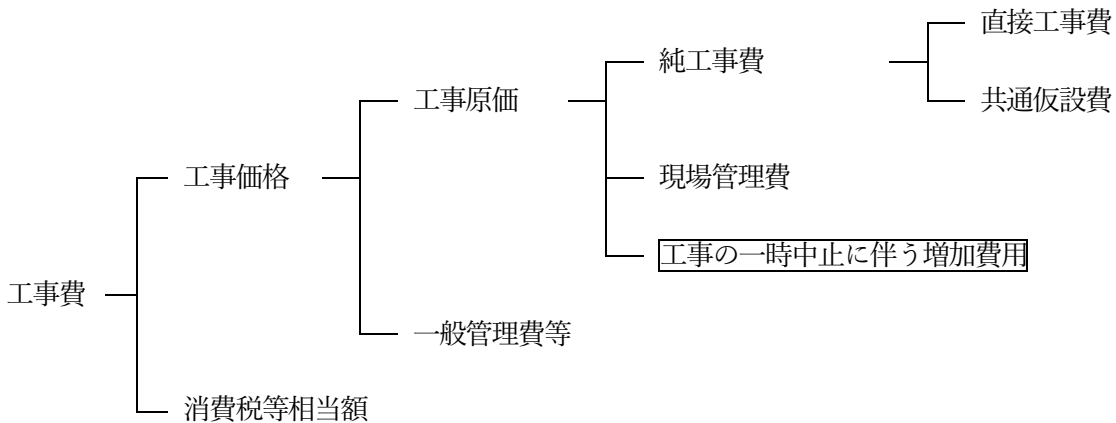 直接工事費
純工事費
共通仮設費
工事原価
工事価格
現場管理費
工事の一時中止に伴う増加費用
工事費
一般管理費等
消費税等相当額